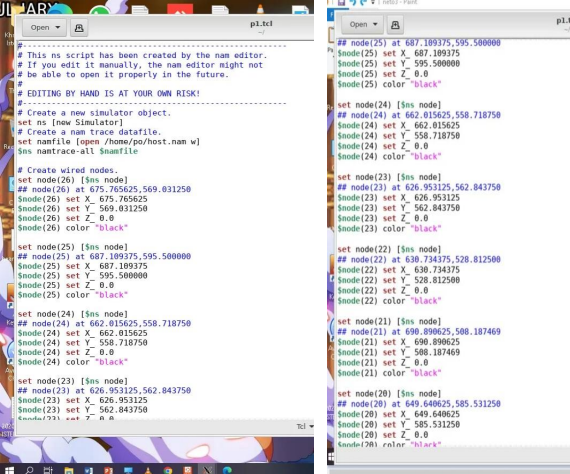 ULHARY
Open
p1.tcl
~/
#-----------------------------------------------------
# This ns script has been created by the nam editor.
# If you edit it manually, the nam editor might not
# be able to open it properly in the future.
#
# EDITING BY HAND IS AT YOUR OWN RISK!
#-----------------------------------------------------
# Create a new simulator object.
set ns [new Simulator]
# Create a nam trace datafile.
set namfile [open /home/po/host.nam w]
$ns namtrace-all $namfile
# Create wired nodes.
set node(26) [$ns node]
## node(26) at 675.765625,569.031250
$node(26) set X_ 675.765625
$node(26) set Y_ 569.031250
$node(26) set Z_ 0.0
$node(26) color "black"
set node(25) [$ns node]
## node(25) at 687.109375,595.500000
$node(25) set X_ 687.109375
$node(25) set Y_ 595.500000
$node(25) set Z_ 0.0
$node(25) color "black"
set node(24) [$ns node]
## node(24) at 662.015625,558.718750
$node(24) set X_ 662.015625
$node(24) set Y_ 558.718750
$node(24) set Z_ 0.0
$node(24) color "black"
set node(23) [$ns node]
## node(23) at 626.953125,562.843750
$node(23) set X_ 626.953125
$node(23) set Y_ 562.843750
$node(23) set Z_ 0.0
Tcl
Open
p1.tcl
~/
## node(25) at 687.109375,595.500000
$node(25) set X_ 687.109375
$node(25) set Y_ 595.500000
$node(25) set Z_ 0.0
$node(25) color "black"
set node(24) [$ns node]
## node(24) at 662.015625,558.718750
$node(24) set X_ 662.015625
$node(24) set Y_ 558.718750
$node(24) set Z_ 0.0
$node(24) color "black"
set node(23) [$ns node]
## node(23) at 626.953125,562.843750
$node(23) set X_ 626.953125
$node(23) set Y_ 562.843750
$node(23) set Z_ 0.0
$node(23) color "black"
set node(22) [$ns node]
## node(22) at 630.734375,528.812500
$node(22) set X_ 630.734375
$node(22) set Y_ 528.812500
$node(22) set Z_ 0.0
$node(22) color "black"
set node(21) [$ns node]
## node(21) at 690.890625,508.187469
$node(21) set X_ 690.890625
$node(21) set Y_ 508.187469
$node(21) set Z_ 0.0
$node(21) color "black"
set node(20) [$ns node]
## node(20) at 649.640625,585.531250
$node(20) set X_ 649.640625
$node(20) set Y_ 585.531250
$node(20) set Z_ 0.0
$node(20) color "black"